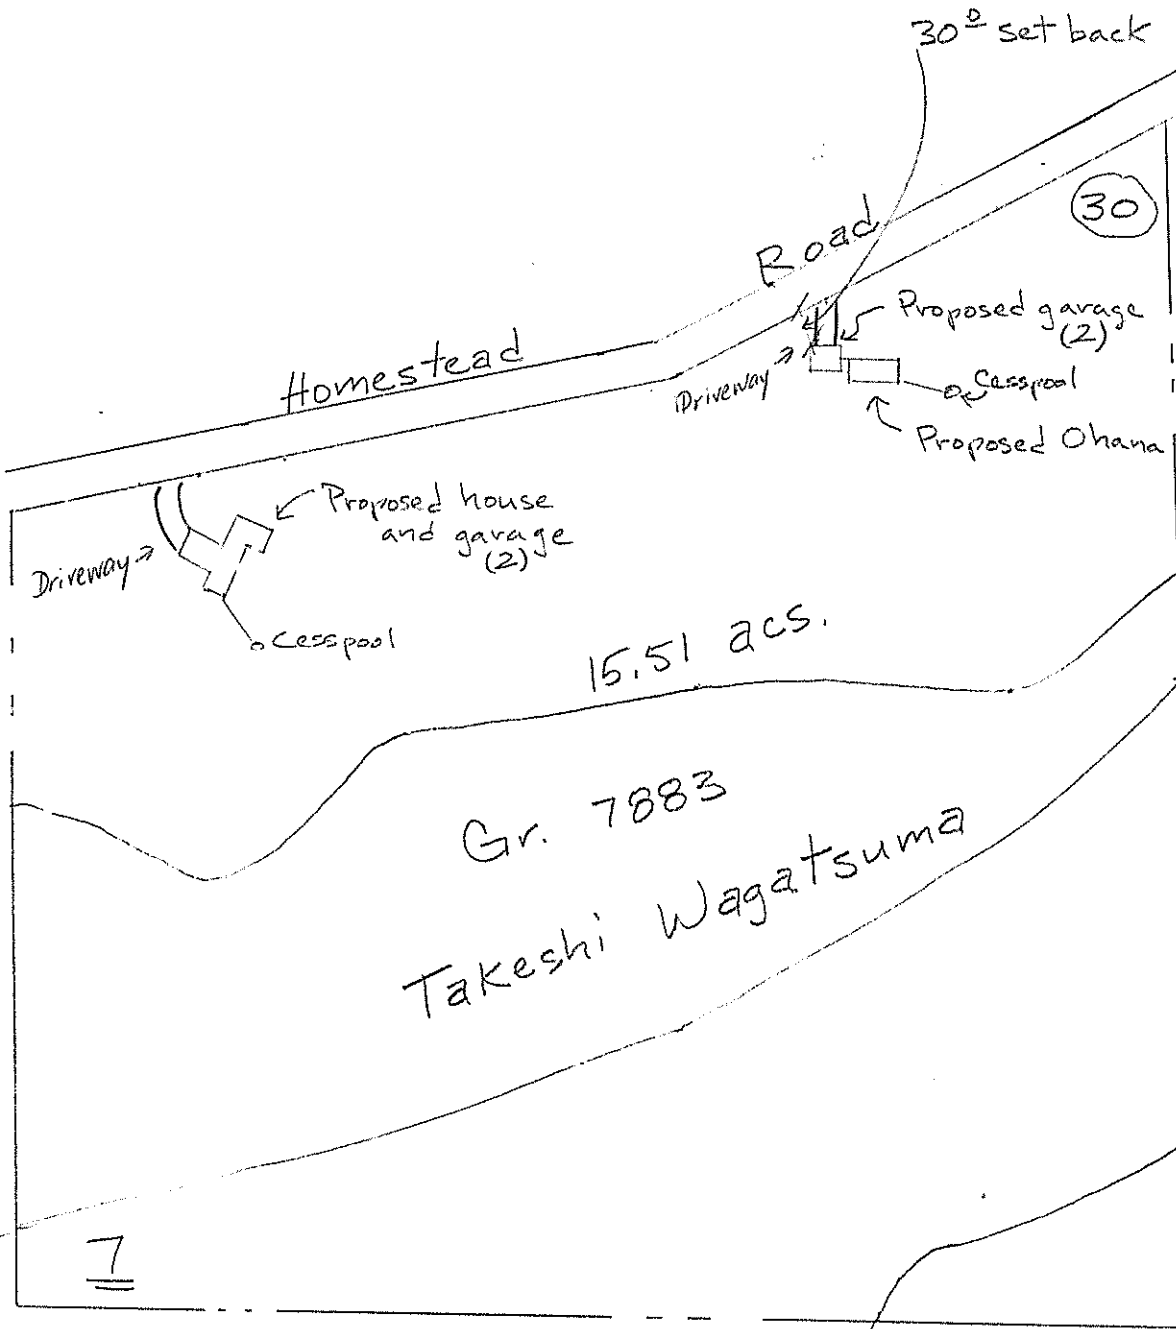 30º set back
30
Homestead Road
Proposed garage
(2)
Driveway
Cesspool
Proposed Ohana
Proposed house
and garage
(2)
Driveway
Cesspool
15.51 acs.
Gr. 7883
Takeshi Wagatsuma
7